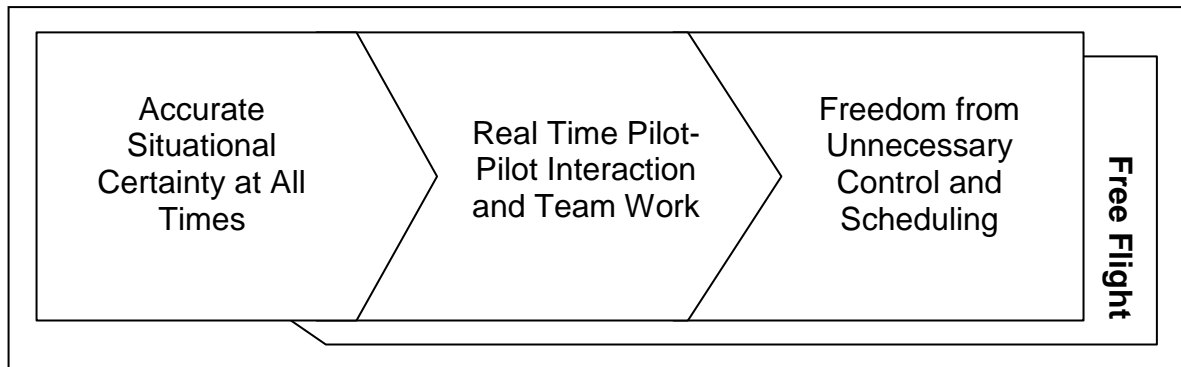 Accurate
Situational
Certainty at All
Times
Real Time Pilot-
Pilot Interaction
and Team Work
Freedom from
Unnecessary
Control and
Scheduling
Free Flight